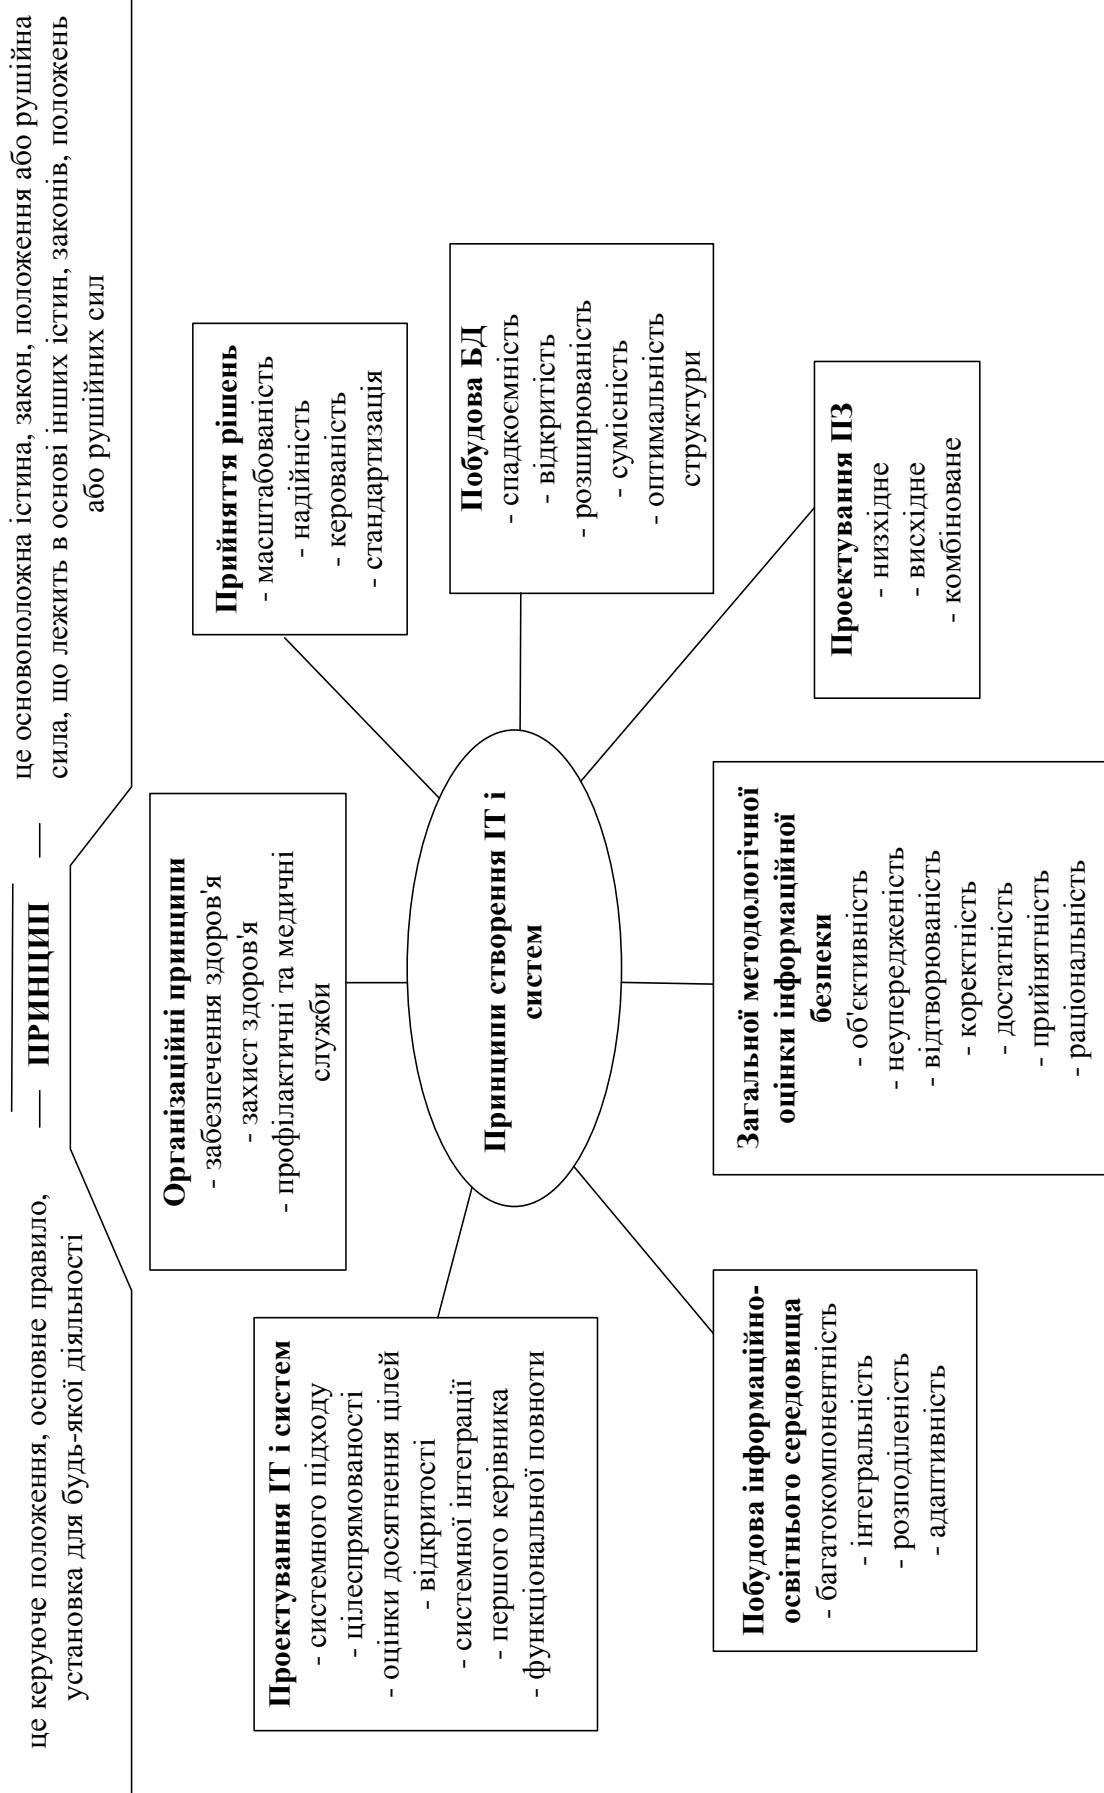 це керуюче положення, основне правило,
установка для будь-якої діяльності
— ПРИНЦИП —
це основоположна істина, закон, положення або рушійна
сила, що лежить в основі інших істин, законів, положень
або рушійних сил
Проектування ІТ і систем
- системного підходу
- цілеспрямованості
- оцінки досягнення цілей
- відкритості
- системної інтеграції
- першого керівника
- функціональної повноти
Організаційні принципи
- забезпечення здоров'я
- захист здоров'я
- профілактичні та медичні
служби
Прийняття рішень
- масштабованість
- надійність
- керованість
- стандартизація
Принципи створення ІТ і
систем
Побудова БД
- спадкоємність
- відкритість
- розширюваність
- сумісність
- оптимальність
структури
Побудова інформаційно-
освітнього середовища
- багатокомпонентність
- інтегральність
- розподіленість
- адаптивність
Загальної методологічної
оцінки інформаційної
безпеки
- об'єктивність
- неупередженість
- відтворюваність
- коректність
- достатність
- прийнятність
- раціональність
Проектування ПЗ
- низхідне
- висхідне
- комбіноване